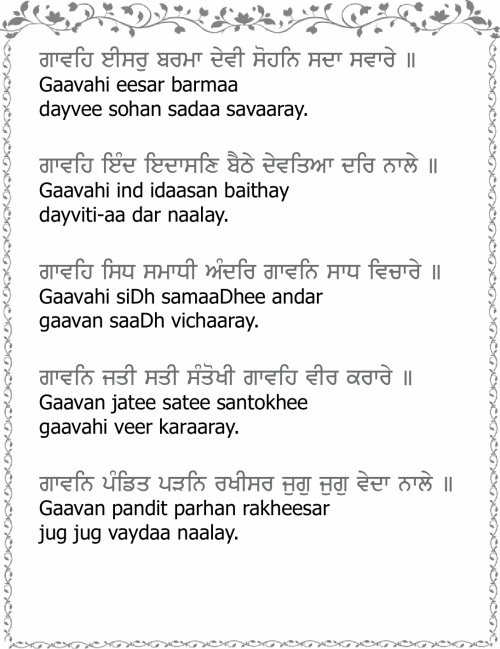 ਗਾਵਹਿ ਈਸਰੁ ਬਰਮਾ ਦੇਵੀ ਸੋਹਨਿ ਸਦਾ ਸਵਾਰੇ ॥
Gaavahi eesar barmaa
dayvee sohan sadaa savaaray.
ਗਾਵਹਿ ਇੰਦ ਇਦਾਸਣਿ ਬੈਠੇ ਦੇਵਤਿਆ ਦਰਿ ਨਾਲੇ ॥
Gaavahi ind idaasan baithay
dayviti-aa dar naalay.
ਗਾਵਹਿ ਸਿਧ ਸਮਾਧੀ ਅੰਦਰਿ ਗਾਵਨਿ ਸਾਧ ਵਿਚਾਰੇ ॥
Gaavahi siDh samaaDhee andar
gaavan saaDh vichaaray.
ਗਾਵਨਿ ਜਤੀ ਸਤੀ ਸੰਤੋਖੀ ਗਾਵਹਿ ਵੀਰ ਕਰਾਰੇ ॥
Gaavan jatee satee santokhee
gaavahi veer karaaray.
ਗਾਵਨਿ ਪੰਡਿਤ ਪੜਨਿ ਰਖੀਸਰ ਜੁਗੁ ਜੁਗੁ ਵੇਦਾ ਨਾਲੇ ॥
Gaavan pandit parhan rakheesar
jug jug vaydaa naalay.